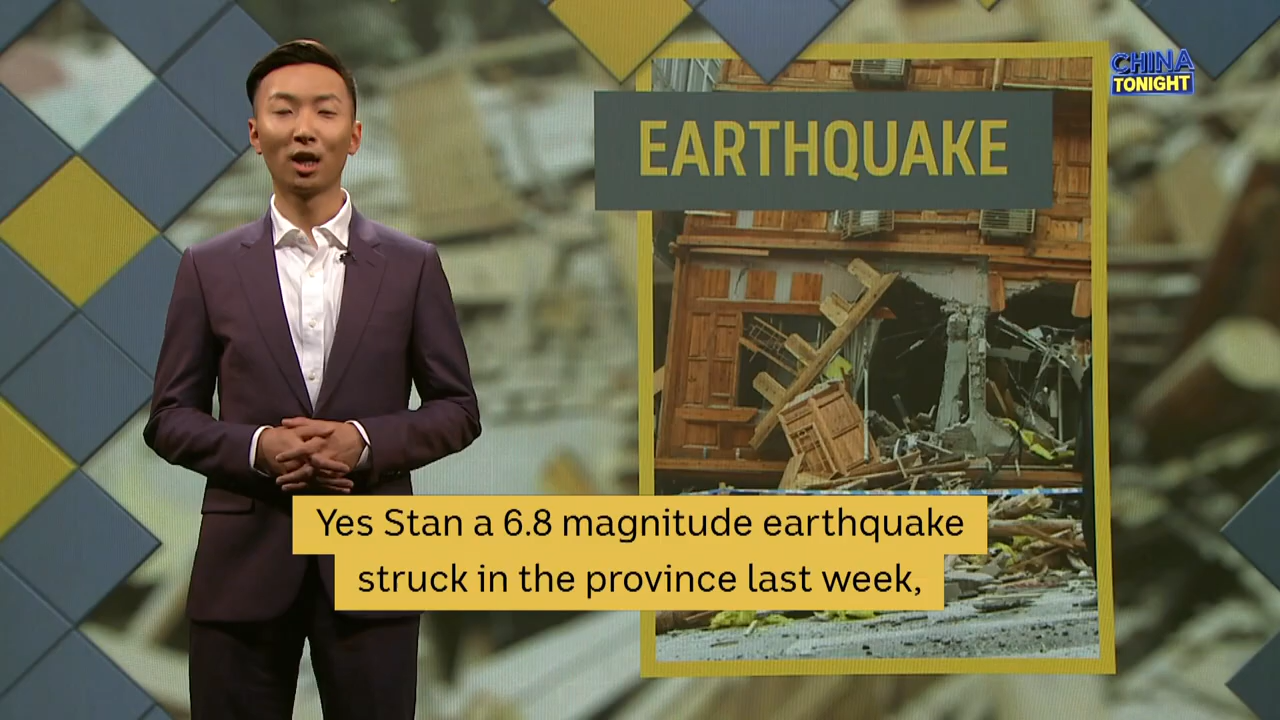 CHINA
TONIGHT
EARTHQUAKE
Yes Stan a 6.8 magnitude earthquake
struck in the province last week,